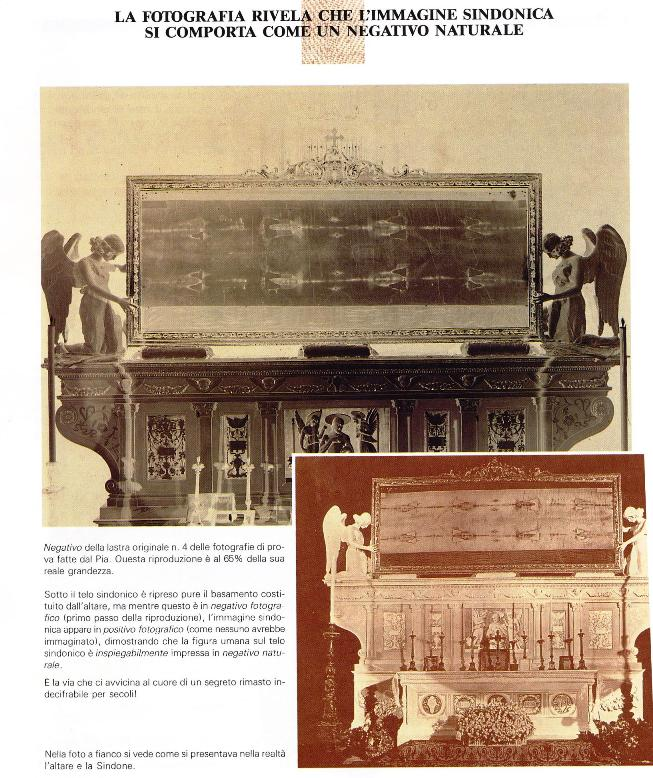 LA FOTOGRAFIA RIVELA CHE L'IMMAGINE SINDONICA
SI COMPORTA COME UN NEGATIVO NATURALE
Negativo della lastra originale n. 4 delle fotografie di pro-
va fatte dal Pia. Questa riproduzione è al 65% della sua
reale grandezza.
Sotto il telo sindonico è ripreso pure il basamento costi-
tuito dall'altare, ma mentre questo è in negativo fotogra-
fico (primo passo della riproduzione), l'immagine sindo-
nica appare in positivo fotografico (come nessuno avrebbe
immaginato), dimostrando che la figura umana sul telo
sindonico è inspiegabilmente impressa in negativo natu-
rale.
È la via che ci avvicina al cuore di un segreto rimasto in-
decifrabile per secoli!
Nella foto a fianco si vede come si presentava nella realtà
l'altare e la Sindone.